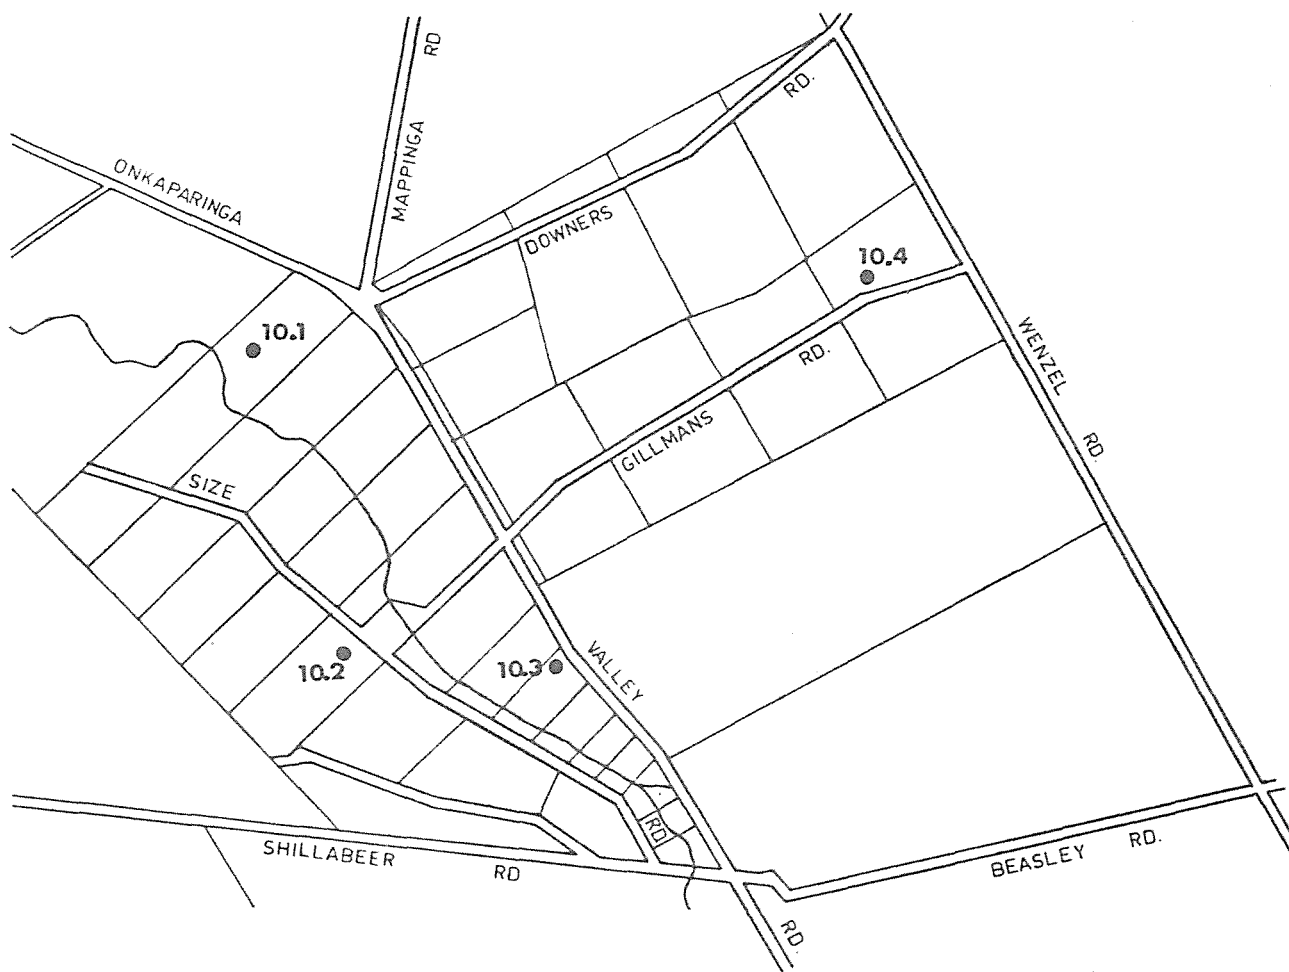 RD
MAPPINGA
RD.
ONKAPARINGA
DOWNERS
10.4
10.1
WENZEL
RD.
RD.
GILLMANS
SIZE
10.2
10.3
VALLEY
RD
SHILLABEER
RD
BEASLEY
RD.
RD.